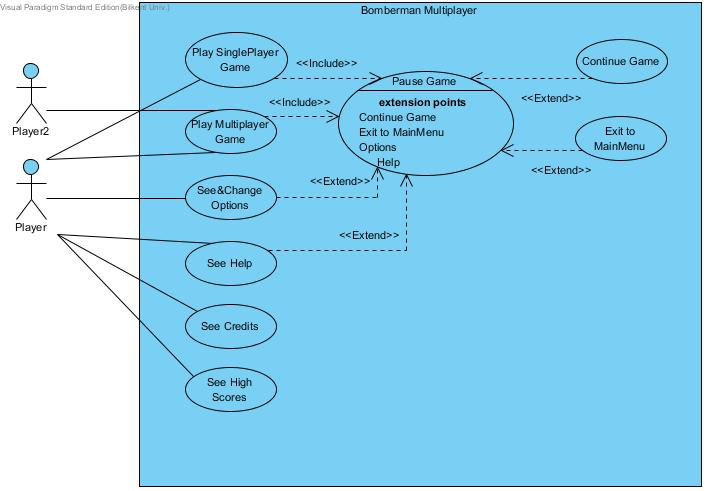 Visual Paradigm Standard Edition(Bilkent Univ.)
Bomberman Multiplayer
Play SinglePlayer
Game
<<Include>>
Continue Game
<<Extend>>
Pause Game
extension points
Continue Game
Exit to MainMenu
Options
Help
Player2
Play Multiplayer
Game
<<Include>>
Exit to
MainMenu
<<Extend>>
Player
See&Change
Options
<<Extend>>
See Help
<<Extend>>
See Credits
See High
Scores